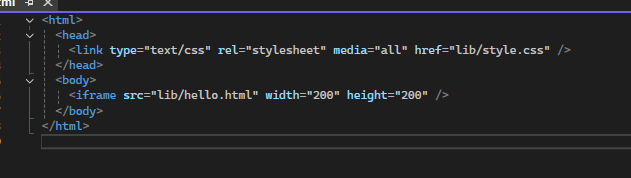 <html>
<head>
<link type="text/css" rel="stylesheet" media="all" href="lib/style.css" />
</head>
<body>
<iframe src="lib/hello.html" width="200" height="200" />
</body>
</html>